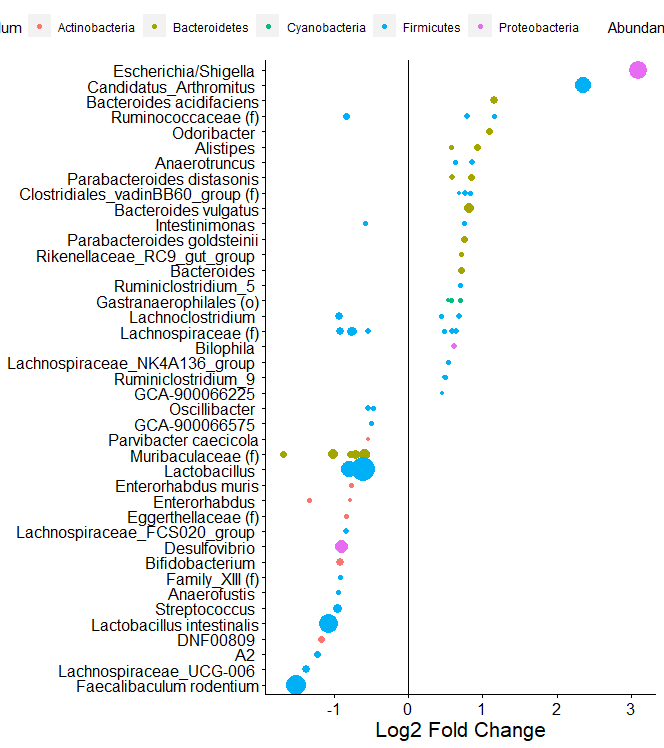 lum Actinobacteria Bacteroidetes Cyanobacteria Firmicutes Proteobacteria Abundan
Escherichia/Shigella
Candidatus_Arthromitus
Bacteroides acidifaciens
Ruminococcaceae (f)
Odoribacter
Alistipes
Anaerotruncus
Parabacteroides distasonis
Clostridiales_vadinBB60_group (f)
Bacteroides vulgatus
Intestinimonas
Parabacteroides goldsteinii
Rikenellaceae_RC9_gut_group
Bacteroides
Ruminiclostridium_5
Gastranaerophilales (o)
Lachnoclostridium
Lachnospiraceae (f)
Bilophila
Lachnospiraceae_NK4A136_group
Ruminiclostridium_9
GCA-900066225
Oscillibacter
GCA-900066575
Parvibacter caecicola
Muribaculaceae (f)
Lactobacillus
Enterorhabdus muris
Enterorhabdus
Eggerthellaceae (f)
Lachnospiraceae_FCS020_group
Desulfovibrio
Bifidobacterium
Family_XIII (f)
Anaerofustis
Streptococcus
Lactobacillus intestinalis
DNF00809
A2
Lachnospiraceae_UCG-006
Faecalibaculum rodentium
-1 0 1 2 3
Log2 Fold Change